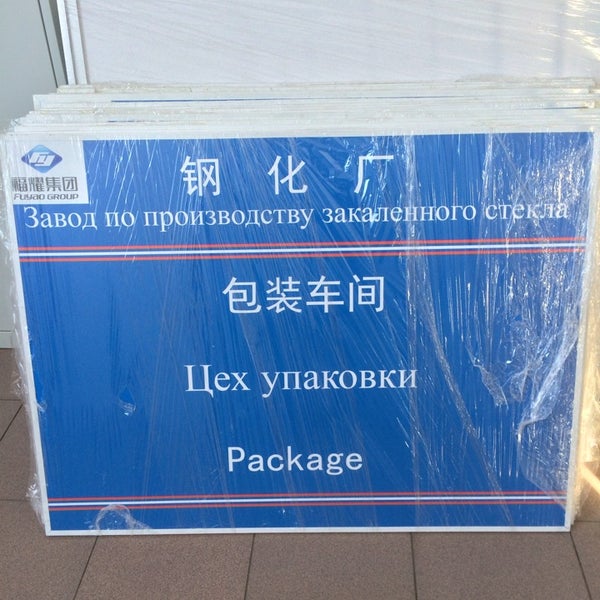 福耀集团
FUYAO GROUP
钢化厂
Завод по производству закаленного стекла
包装车间
Цех упаковки
Package